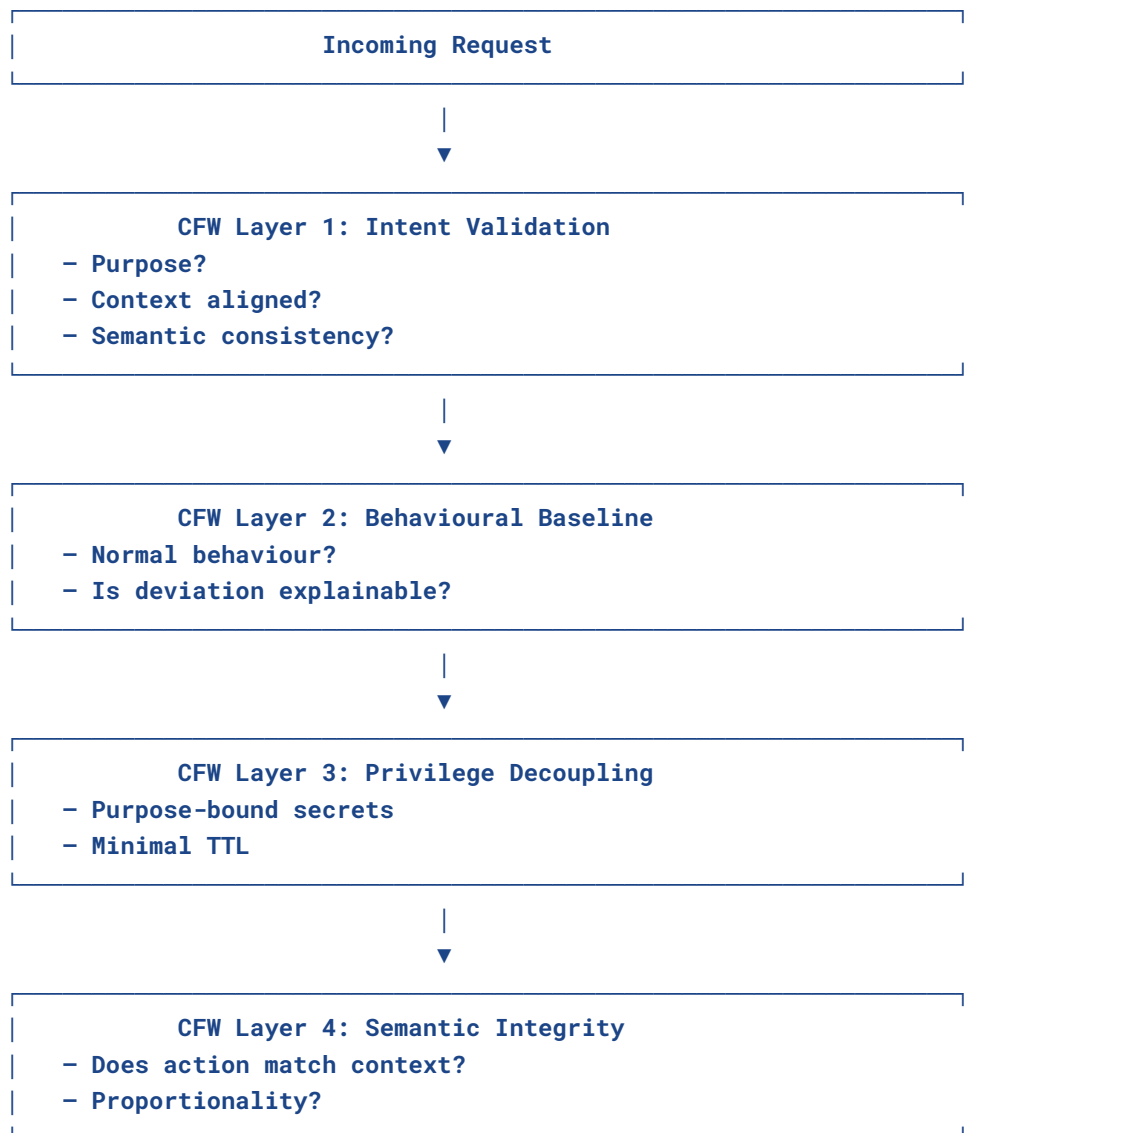 Incoming Request
▼
CFW Layer 1: Intent Validation
– Purpose?
– Context aligned?
– Semantic consistency?
▼
CFW Layer 2: Behavioural Baseline
– Normal behaviour?
– Is deviation explainable?
▼
CFW Layer 3: Privilege Decoupling
– Purpose-bound secrets
– Minimal TTL
▼
CFW Layer 4: Semantic Integrity
– Does action match context?
– Proportionality?